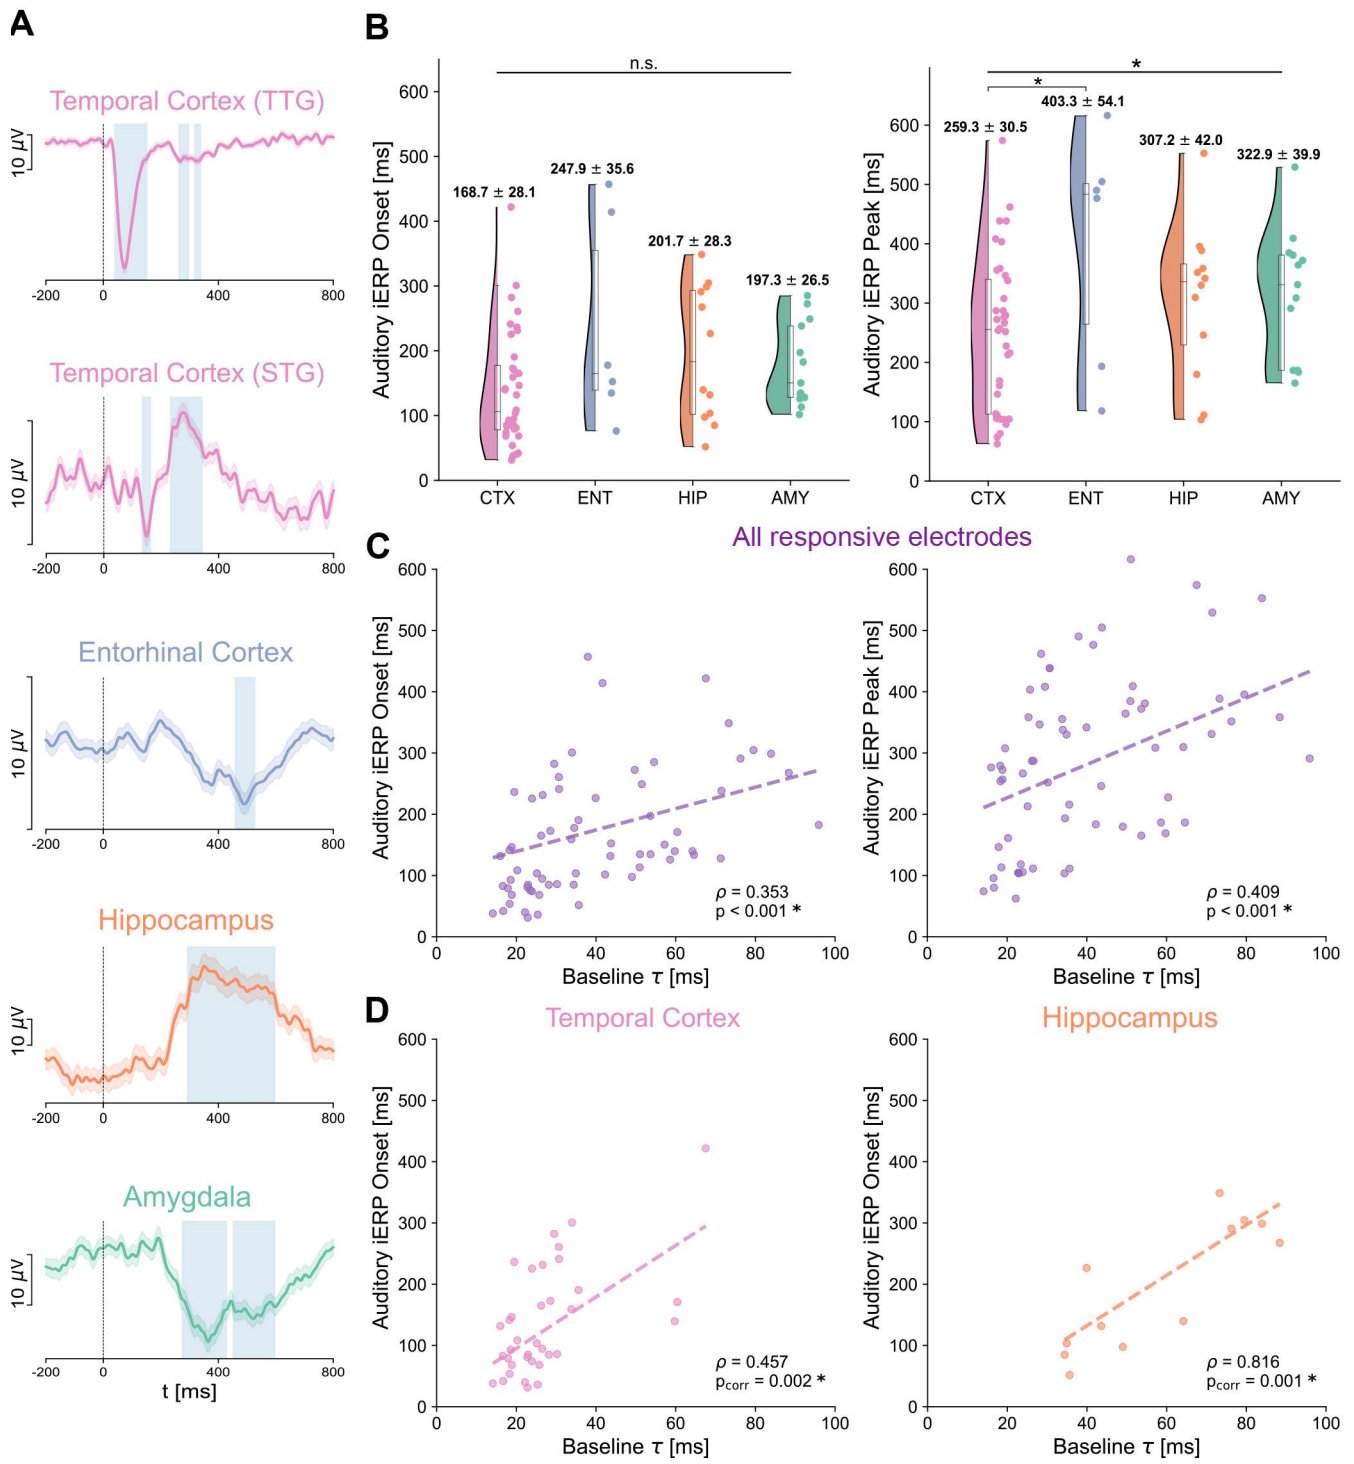 A
Temporal Cortex (TTG)
10 µV
-200 0 400 800
Temporal Cortex (STG)
10 µV
-200 0 400 800
Entorhinal Cortex
10 µV
-200 0 400 800
Hippocampus
10 µV
-200 0 400 800
Amygdala
10 µV
-200 0 400 800
t [ms]
B
Auditory iERP Onset [ms]
600
500
400
300
200
100
0
n.s.
168.7 ± 28.1
247.9 ± 35.6
201.7 ± 28.3
197.3 ± 26.5
CTX ENT HIP AMY
Auditory iERP Peak [ms]
600
500
400
300
200
100
0
*
*
259.3 ± 30.5
403.3 ± 54.1
307.2 ± 42.0
322.9 ± 39.9
CTX ENT HIP AMY
C
All responsive electrodes
Auditory iERP Onset [ms]
600
500
400
300
200
100
0
ρ = 0.353
p < 0.001 *
0 20 40 60 80 100
Baseline τ [ms]
Auditory iERP Peak [ms]
600
500
400
300
200
100
0
ρ = 0.409
p < 0.001 *
0 20 40 60 80 100
Baseline τ [ms]
D
Temporal Cortex
Auditory iERP Onset [ms]
600
500
400
300
200
100
0
ρ = 0.457
pcorr = 0.002 *
0 20 40 60 80 100
Baseline τ [ms]
Hippocampus
Auditory iERP Onset [ms]
600
500
400
300
200
100
0
ρ = 0.816
pcorr = 0.001 *
0 20 40 60 80 100
Baseline τ [ms]